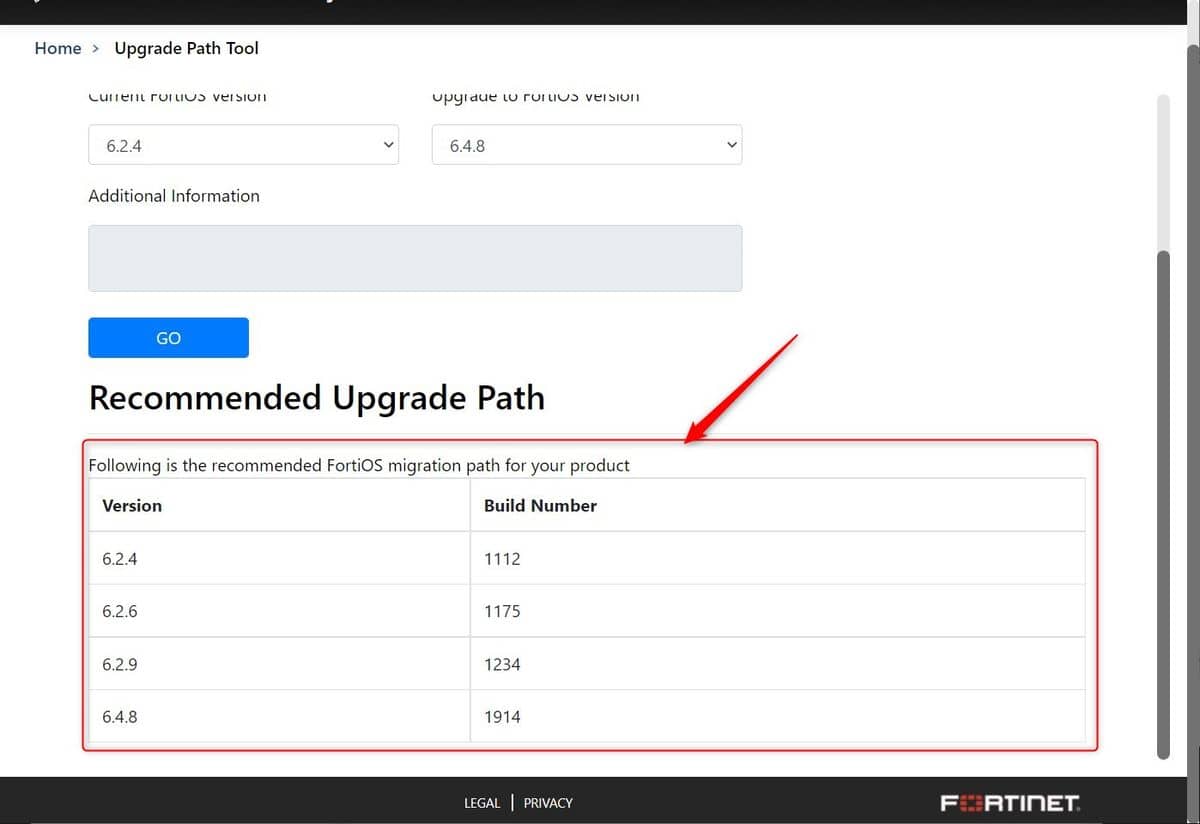 Home > Upgrade Path Tool
Current FortiOS Version Upgrade to FortiOS Version
6.2.4 6.4.8
Additional Information
GO
Recommended Upgrade Path
Following is the recommended FortiOS migration path for your product
Version Build Number
6.2.4 1112
6.2.6 1175
6.2.9 1234
6.4.8 1914
LEGAL | PRIVACY FORTINET